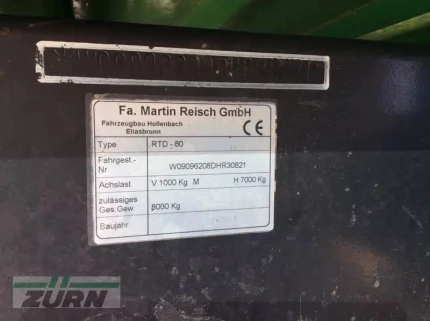 Fa. Martin Reisch GmbH
Fahrzeugbau Hollenbach
Eliasbrunn
CE
Type RTD - 80
Fahrgest.-
Nr. W09096208DHR30821
Achslast V 1000 Kg M H 7000 Kg
zulässiges
Ges.Gew. 8000 Kg
Baujahr
ZÜRN